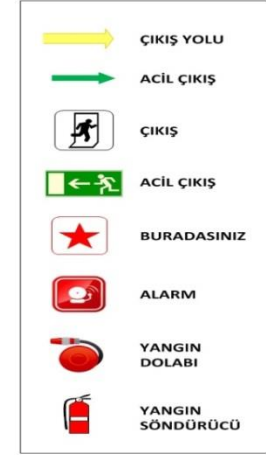 ÇIKIŞ YOLU
ACİL ÇIKIŞ
ÇIKIŞ
ACİL ÇIKIŞ
BURADASINIZ
ALARM
YANGIN
DOLABI
YANGIN
SÖNDÜRÜCÜ